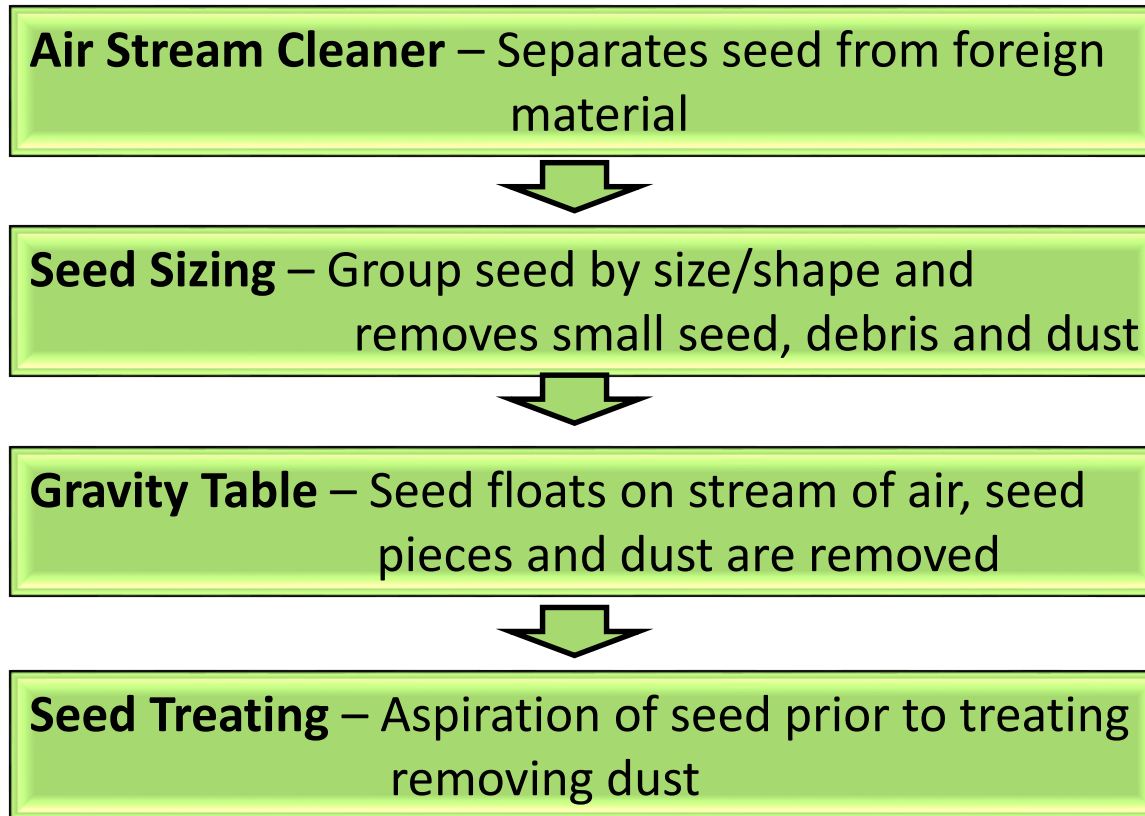 Air Stream Cleaner – Separates seed from foreign
material
Seed Sizing – Group seed by size/shape and
removes small seed, debris and dust
Gravity Table – Seed floats on stream of air, seed
pieces and dust are removed
Seed Treating – Aspiration of seed prior to treating
removing dust